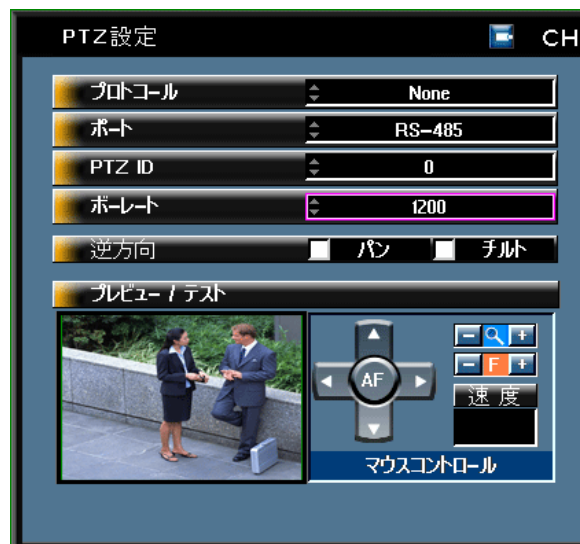 PTZ設定 CH
プロトコール None
ポート RS-485
PTZ ID 0
ボーレート 1200
逆方向 パン チルト
プレビュー / テスト
- +
- F +
AF
速度
マウスコントロール